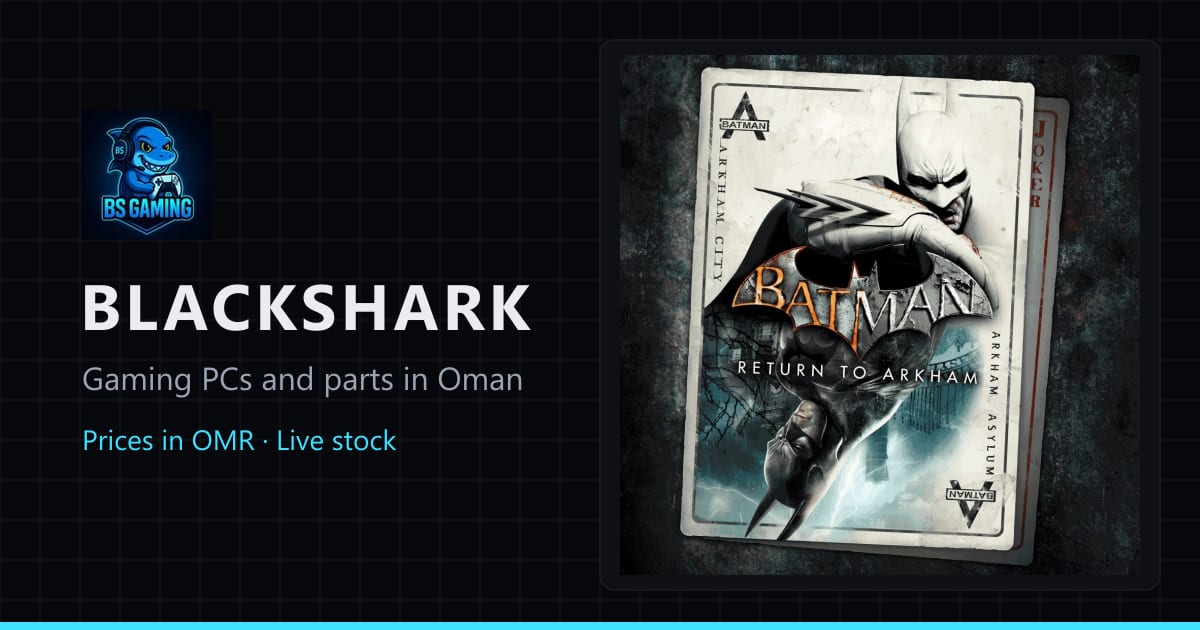 BS
BS GAMING
BLACKSHARK
Gaming PCs and parts in Oman
Prices in OMR · Live stock
BATMAN
ARKHAM CITY
JOKER
BATMAN
RETURN TO ARKHAM
ARKHAM ASYLUM
BATMAN